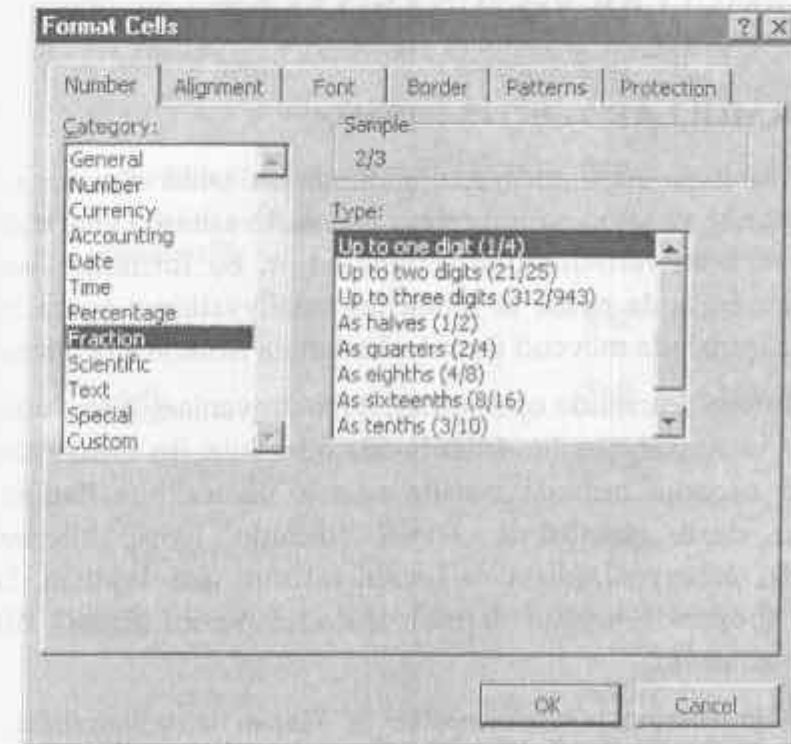 Format Cells
Number Alignment Font Border Patterns Protection
Category:
General
Number
Currency
Accounting
Date
Time
Percentage
Fraction
Scientific
Text
Special
Custom
Sample
2/3
Type:
Up to one digit (1/4)
Up to two digits (21/25)
Up to three digits (312/943)
As halves (1/2)
As quarters (2/4)
As eighths (4/8)
As sixteenths (8/16)
As tenths (3/10)
OK Cancel